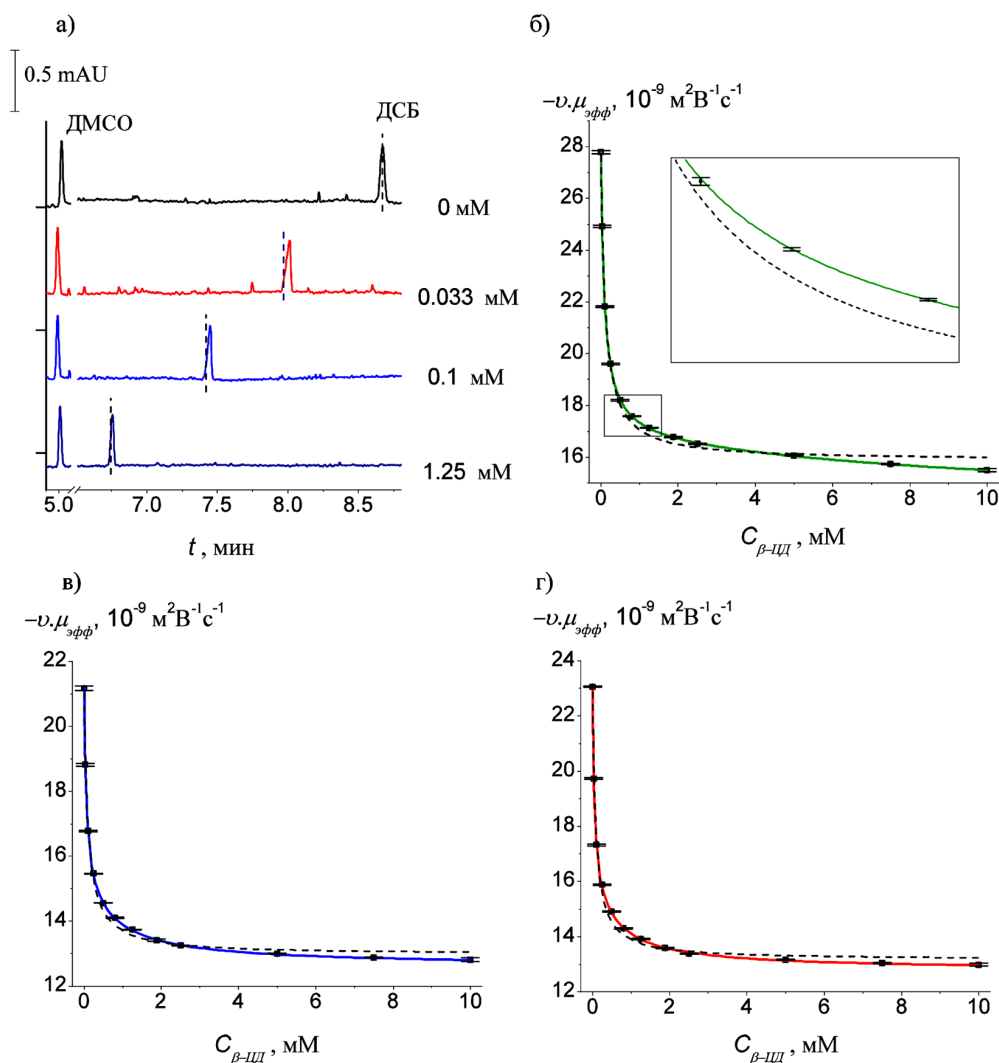 а)
0.5 mAU
ДМСО
ДСБ
0 мМ
0.033 мМ
0.1 мМ
1.25 мМ
5.0 7.0 7.5 8.0 8.5
t , мин
б)
−υ.μэфф, 10⁻⁹ м²В⁻¹с⁻¹
28
26
24
22
20
18
16
0 2 4 6 8 10
Cβ–ЦД , мМ
в)
−υ.μэфф, 10⁻⁹ м²В⁻¹с⁻¹
22
20
18
16
14
12
0 2 4 6 8 10
Cβ–ЦД , мМ
г)
−υ.μэфф, 10⁻⁹ м²В⁻¹с⁻¹
24
22
20
18
16
14
12
0 2 4 6 8 10
Cβ–ЦД , мМ